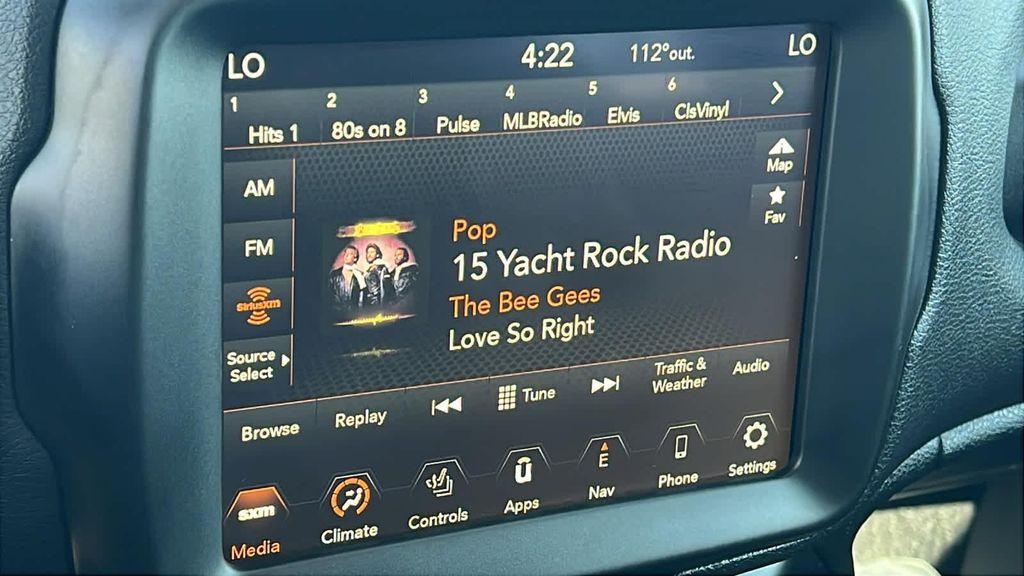 LO 4:22 112° out. LO
1 2 3 4 5 6
Hits 1 80s on 8 Pulse MLBRadio Elvis ClsVinyl
AM
Map
FM
Fav
Pop
15 Yacht Rock Radio
SiriusXM
The Bee Gees
Love So Right
Source
Select
Browse Replay Tune Traffic &
Weather Audio
sxm
E
Media Climate Controls Apps Nav Phone Settings